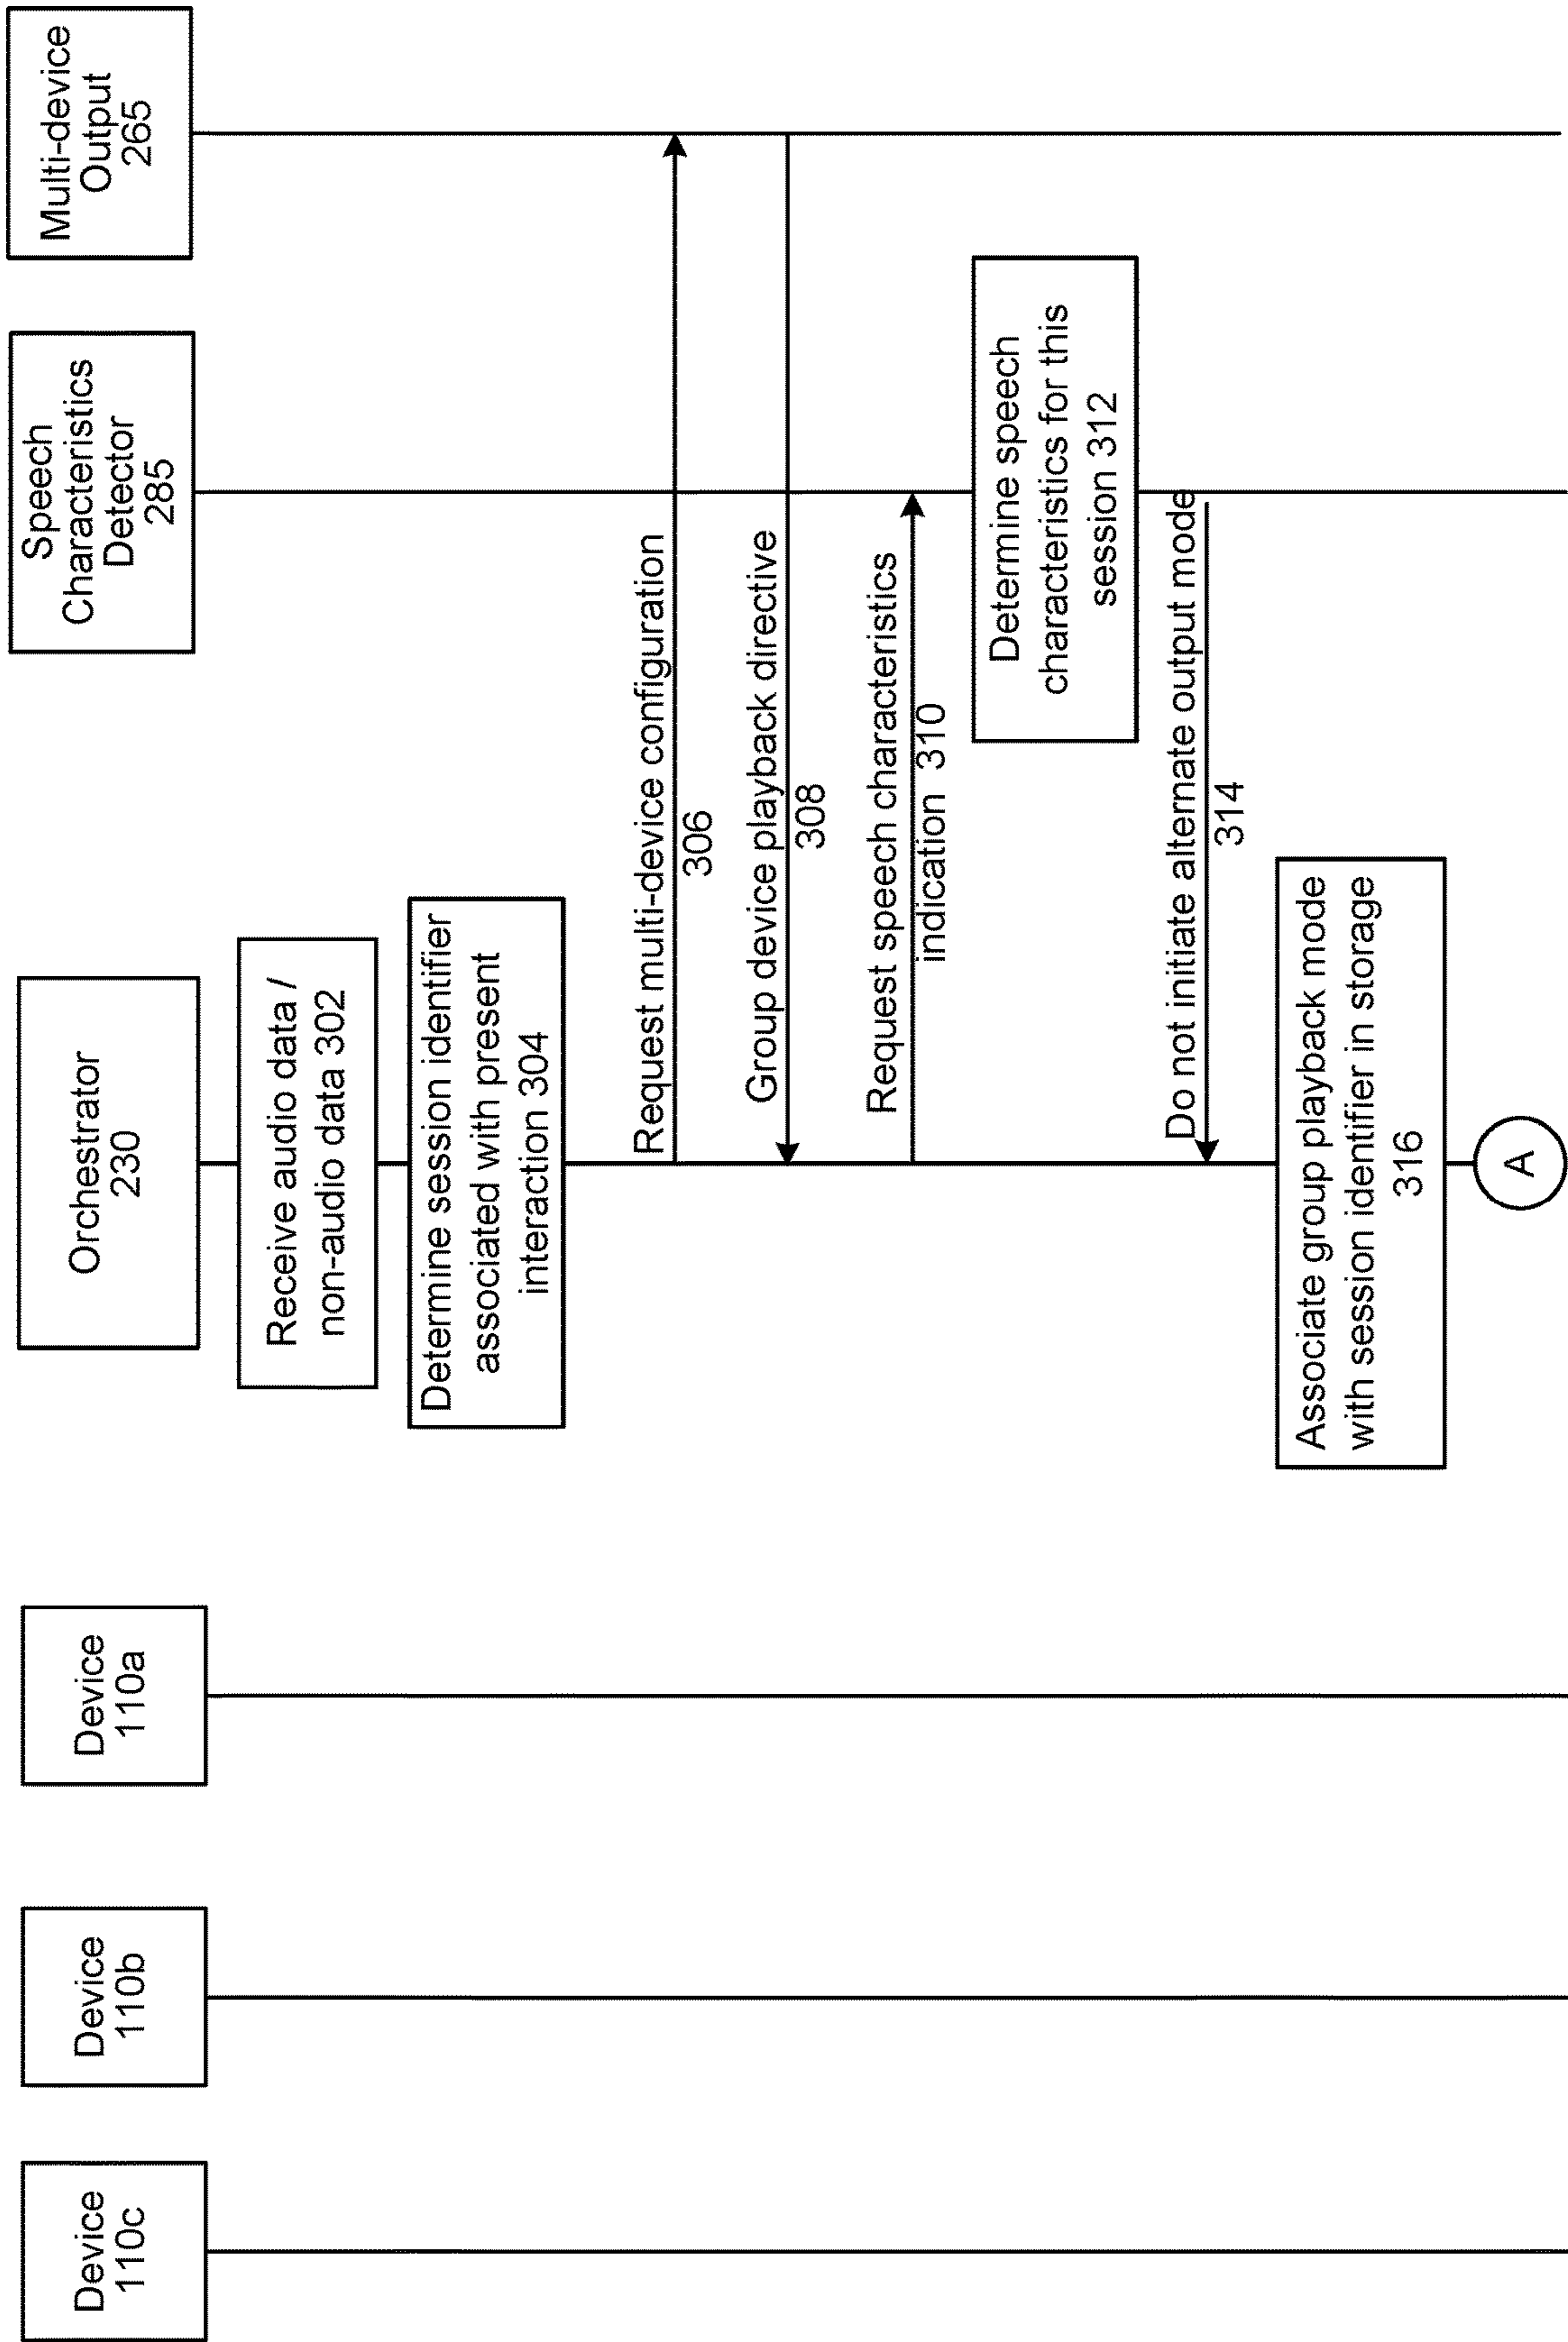 Device
110c
Device
110b
Device
110a
Orchestrator
230
Speech
Characteristics
Detector
285
Multi-device
Output
265
Receive audio data /
non-audio data 302
Determine session identifier
associated with present
interaction 304
Request multi-device configuration
306
Group device playback directive
308
Request speech characteristics
indication 310
Determine speech
characteristics for this
session 312
Do not initiate alternate output mode
314
Associate group playback mode
with session identifier in storage
316
A